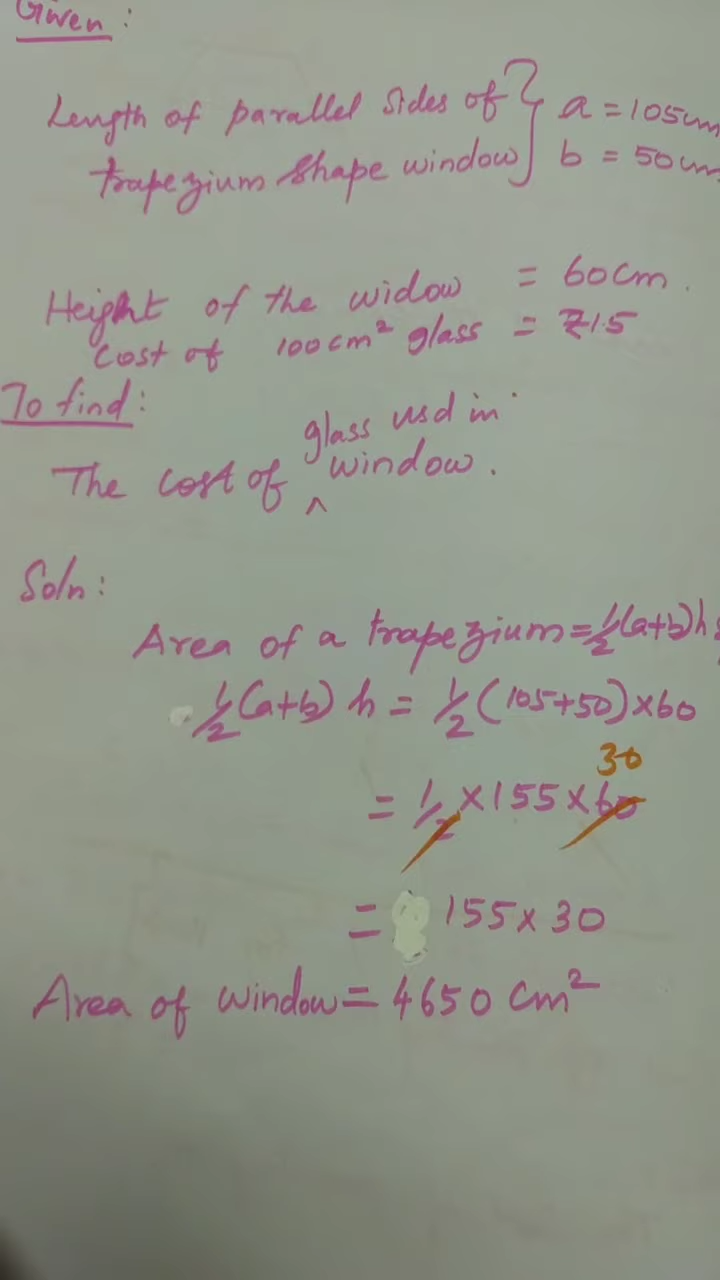 Given :
Length of parallel sides of } a = 105cm
trapezium shape window } b = 50cm
Height of the widow = 60cm.
Cost of 100cm² glass = ₹15
To find :
glass usd in
The cost of ^ window.
Soln :
Area of a trapezium = 1/2 (a+b) h
1/2 (a+b) h = 1/2 (105+50) × 60
30
= 1/2 × 155 × 60
= 155 × 30
Area of window = 4650 cm²